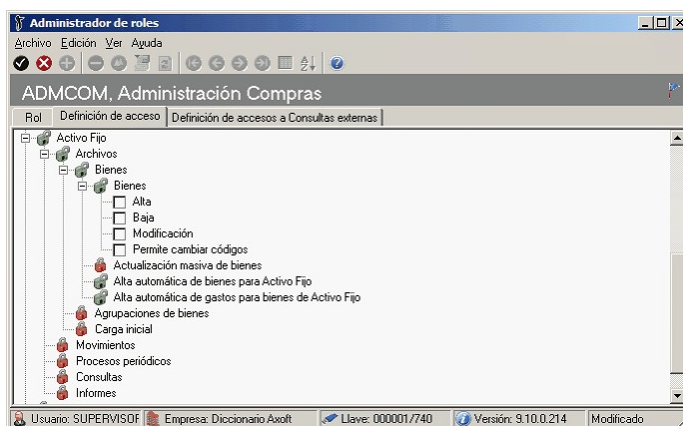 Administrador de roles
Archivo Edición Ver Ayuda
ADMCOM, Administración Compras
Rol Definición de acceso Definición de accesos a Consultas externas
Activo Fijo
Archivos
Bienes
Bienes
Alta
Baja
Modificación
Permite cambiar códigos
Actualización masiva de bienes
Alta automática de bienes para Activo Fijo
Alta automática de gastos para bienes de Activo Fijo
Agrupaciones de bienes
Carga inicial
Movimientos
Procesos periódicos
Consultas
Informes
Usuario: SUPERVISOF Empresa: Diccionario Axoft Llave: 000001/740 Versión: 9.10.0.214 Modificado